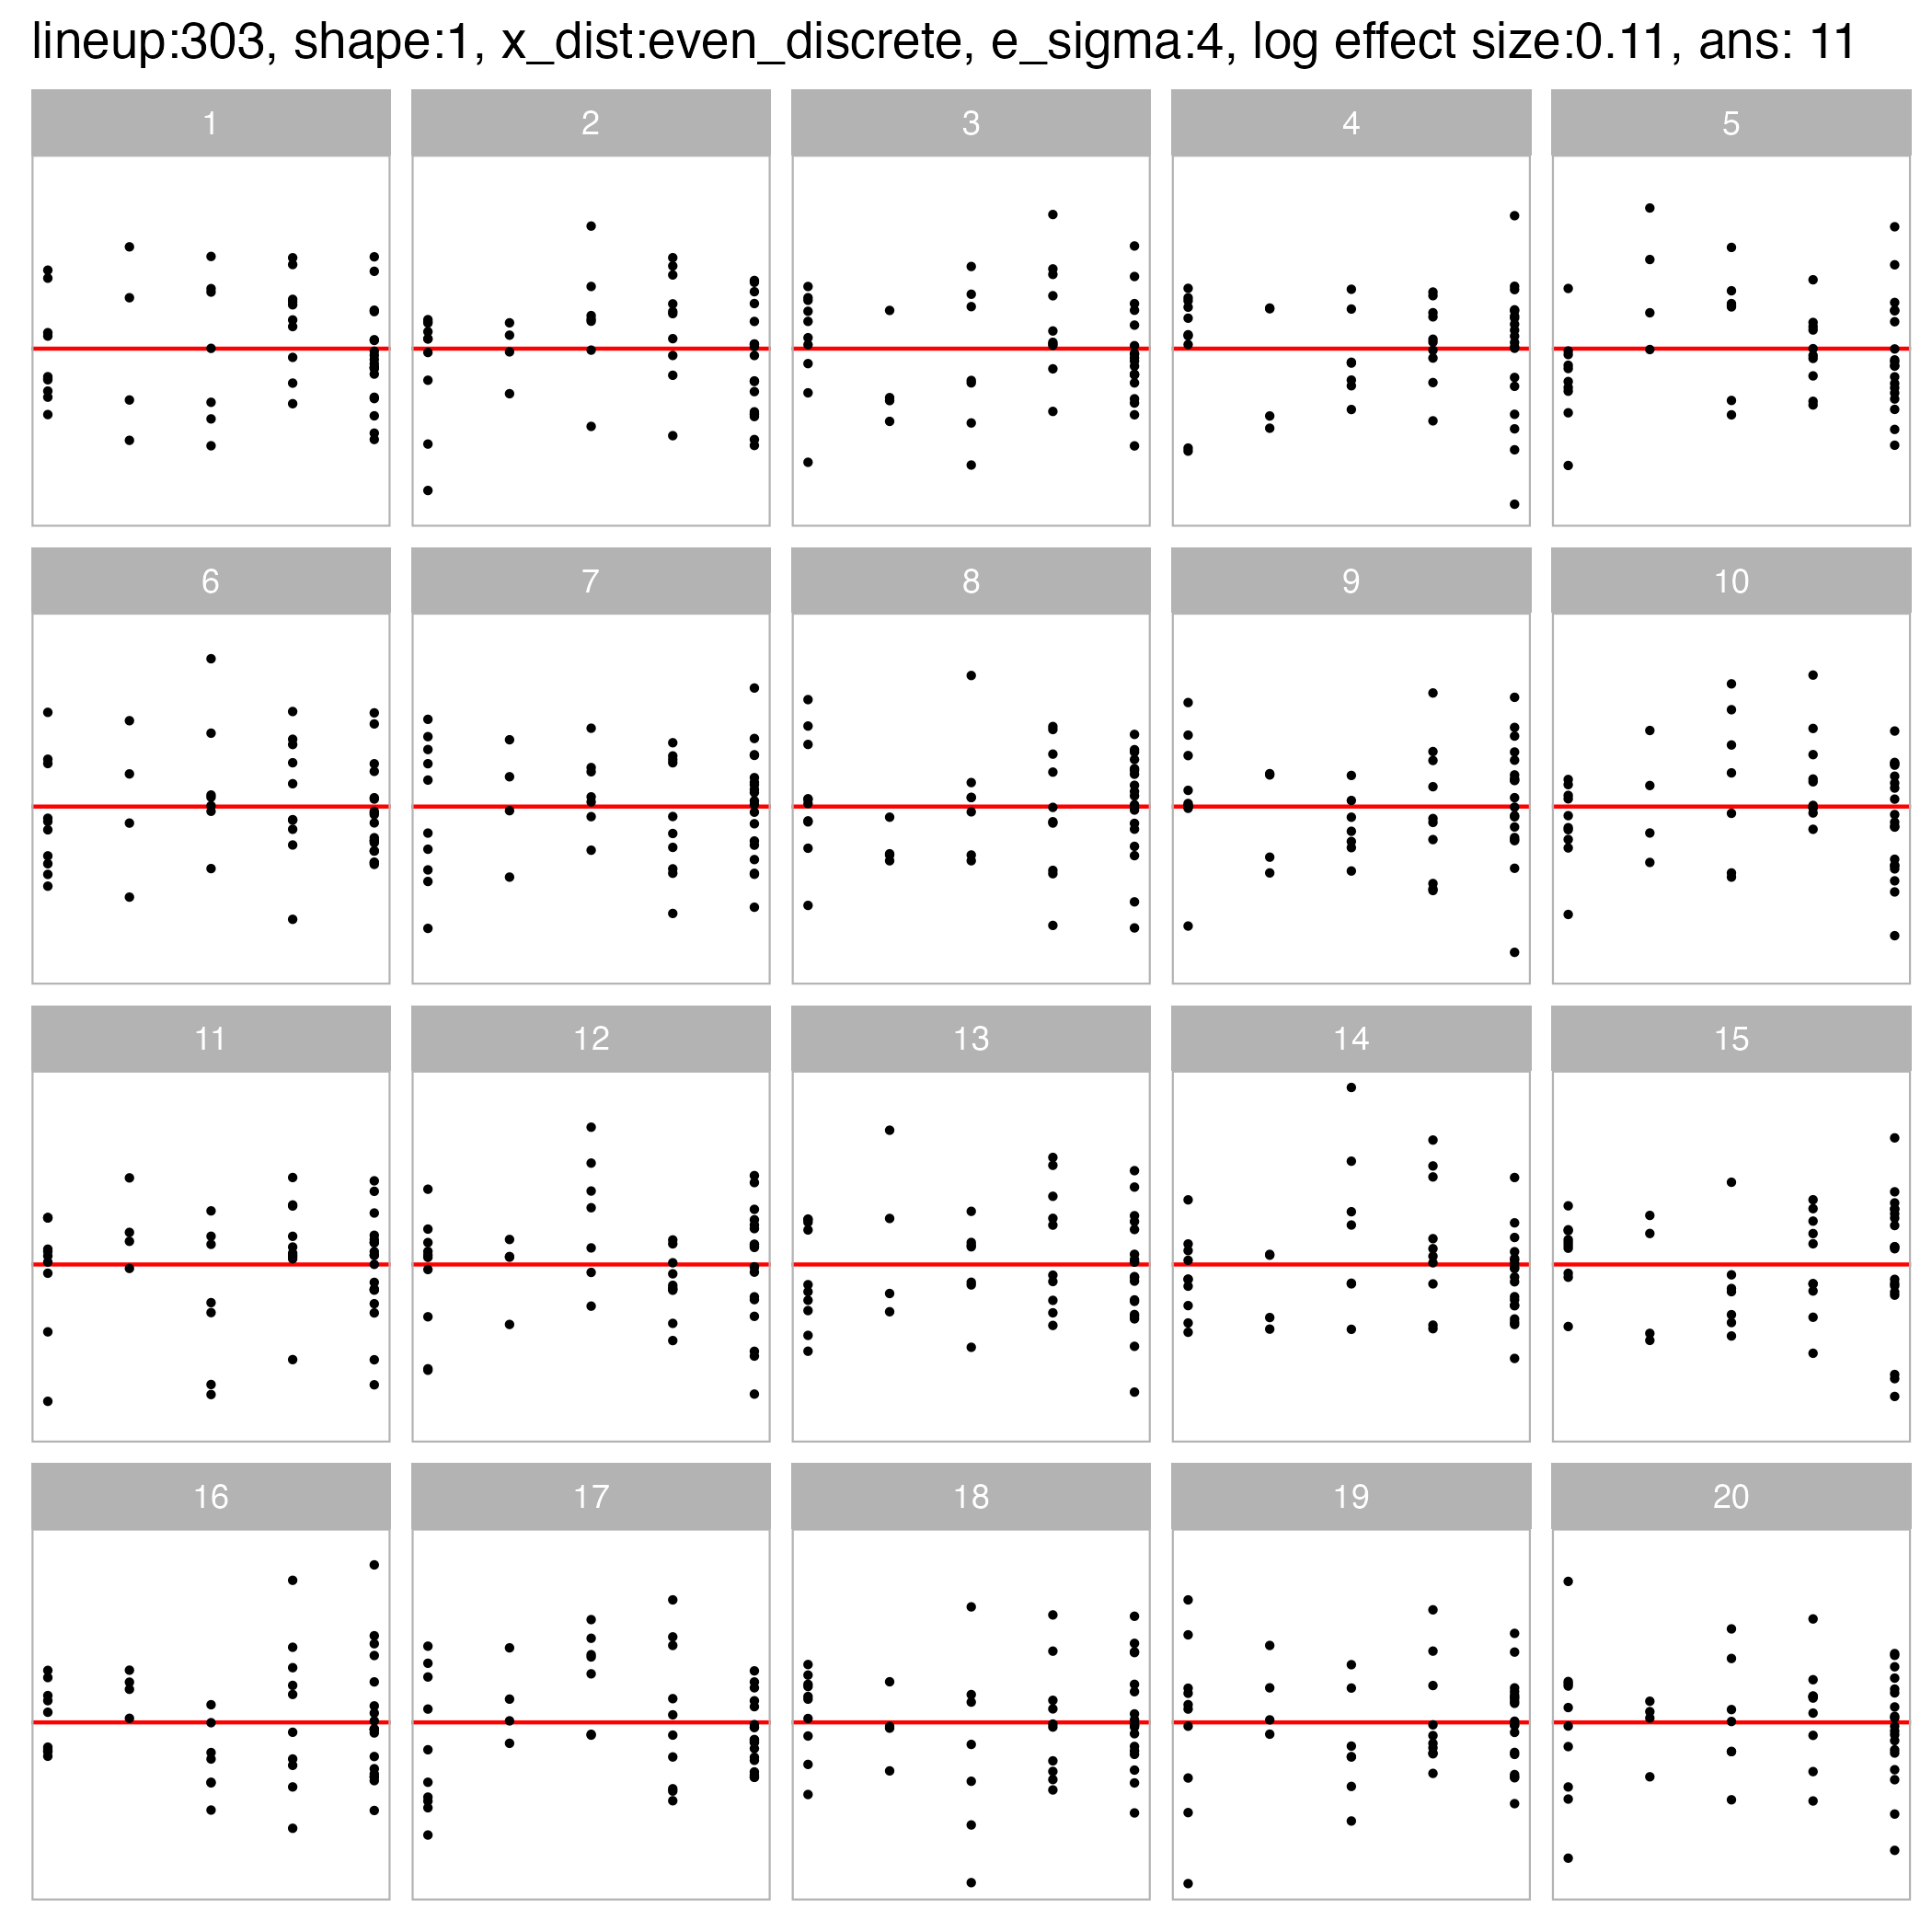 lineup:303, shape:1, x_dist:even_discrete, e_sigma:4, log effect size:0.11, ans: 11
1 2 3 4 5
6 7 8 9 10
11 12 13 14 15
16 17 18 19 20